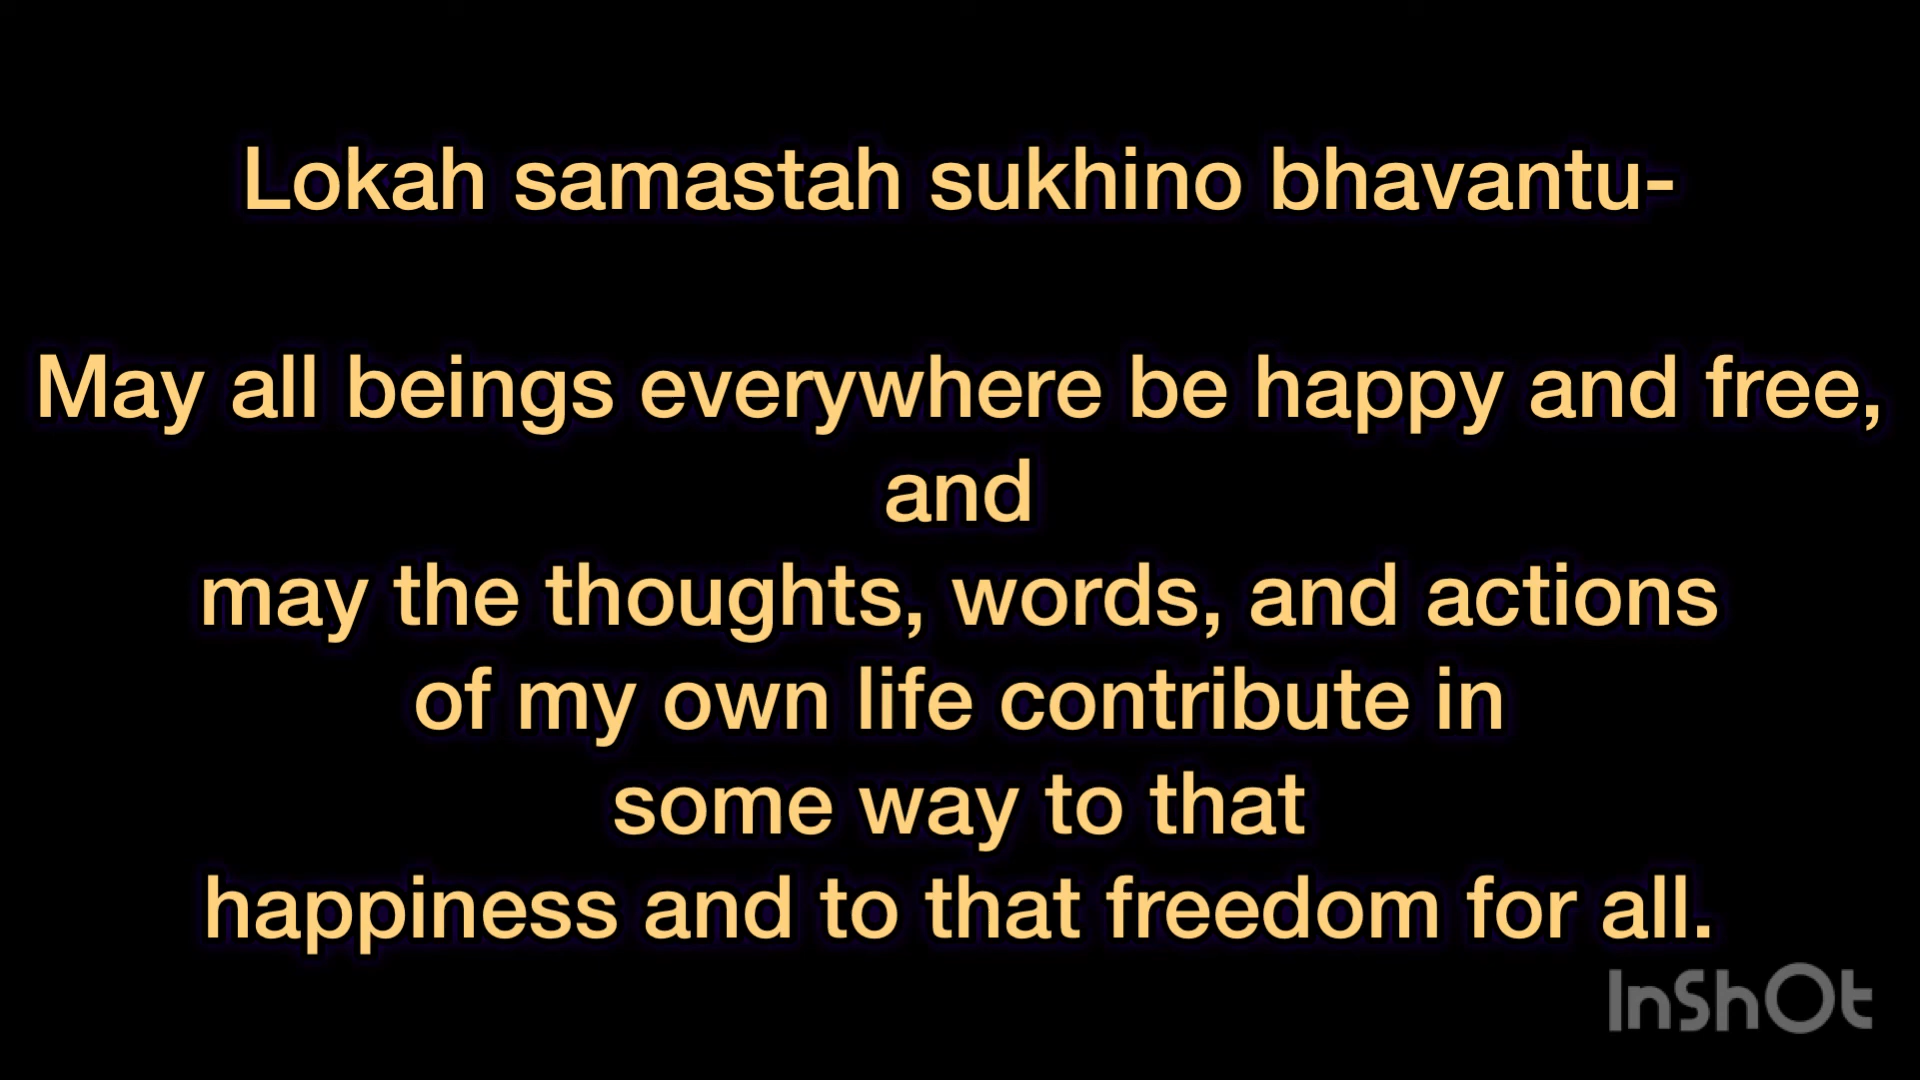 Lokah samastah sukhino bhavantu-
May all beings everywhere be happy and free,
and
may the thoughts, words, and actions
of my own life contribute in
some way to that
happiness and to that freedom for all.
InShOt